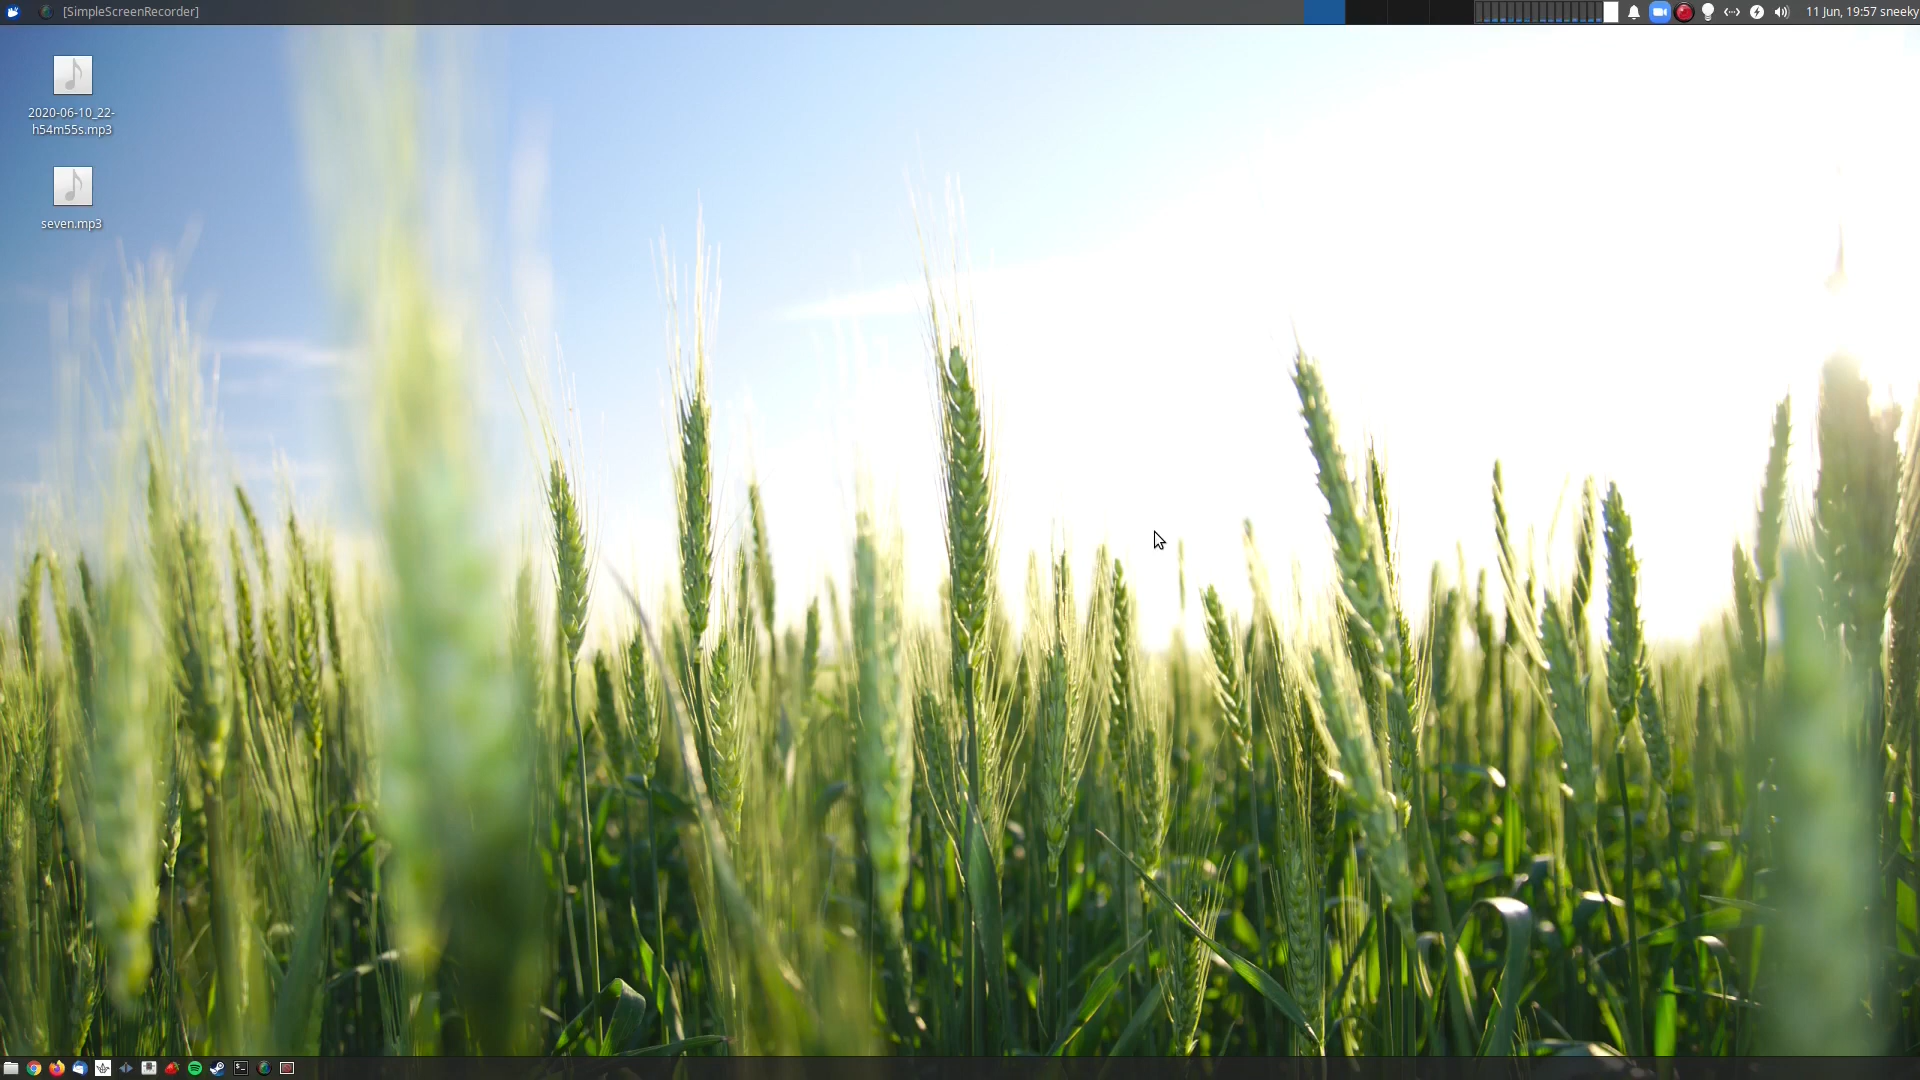 [SimpleScreenRecorder]
11 Jun, 19:57 sneeky
2020-06-10_22-
h54m55s.mp3
seven.mp3